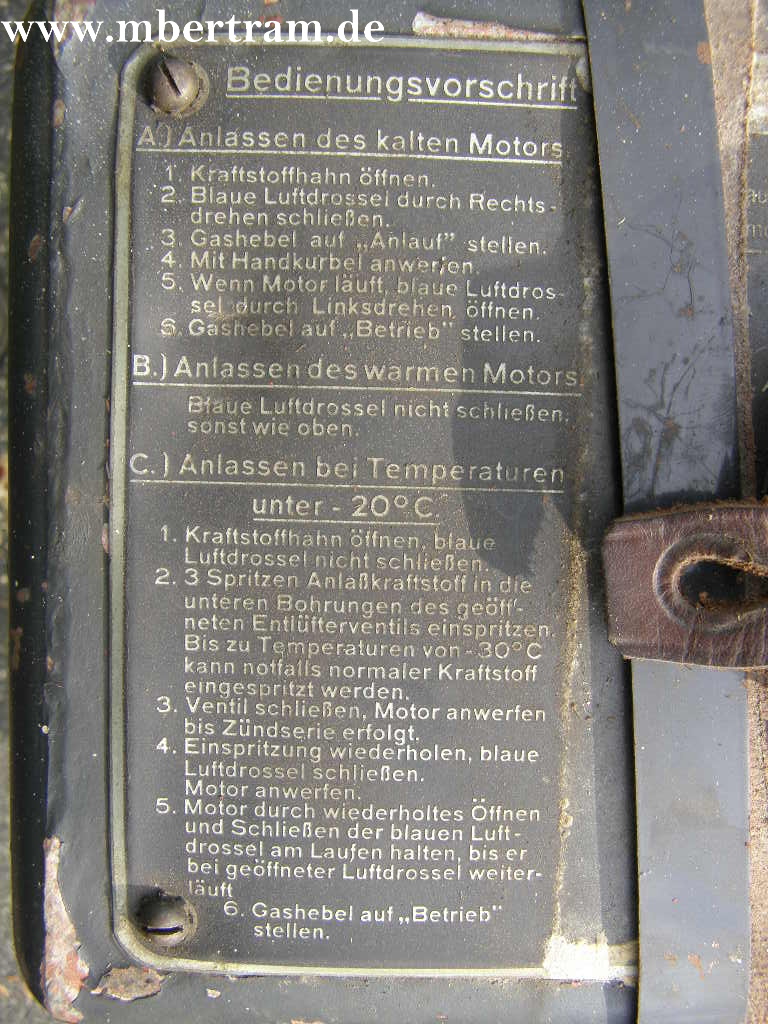 www.mbertram.de
Bedienungsvorschrift
A.) Anlassen des kalten Motors
1. Kraftstoffhahn öffnen.
2. Blaue Luftdrossel durch Rechts-
drehen schließen.
3. Gashebel auf „Anlauf" stellen.
4. Mit Handkurbel anwerfen.
5. Wenn Motor läuft, blaue Luftdros-
sel durch Linksdrehen öffnen.
6. Gashebel auf „Betrieb" stellen.
B.) Anlassen des warmen Motors
Blaue Luftdrossel nicht schließen,
sonst wie oben.
C.) Anlassen bei Temperaturen
unter - 20°C.
1. Kraftstoffhahn öffnen, blaue
Luftdrossel nicht schließen.
2. 3 Spritzen Anlaßkraftstoff in die
unteren Bohrungen des geöff-
neten Entlüfterventils einspritzen.
Bis zu Temperaturen von -30°C
kann notfalls normaler Kraftstoff
eingespritzt werden.
3. Ventil schließen, Motor anwerfen
bis Zündserie erfolgt.
4. Einspritzung wiederholen, blaue
Luftdrossel schließen.
Motor anwerfen.
5. Motor durch wiederholtes Öffnen
und Schließen der blauen Luft-
drossel am Laufen halten, bis er
bei geöffneter Luftdrossel weiter-
läuft
6. Gashebel auf „Betrieb"
stellen.